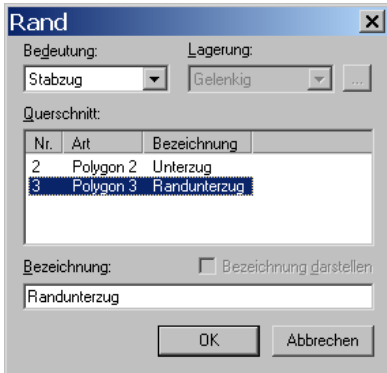 Rand
Bedeutung: Lagerung:
Stabzug Gelenkig ...
Querschnitt:
Nr. Art Bezeichnung
2 Polygon 2 Unterzug
3 Polygon 3 Randunterzug
Bezeichnung: Bezeichnung darstellen
Randunterzug
OK Abbrechen